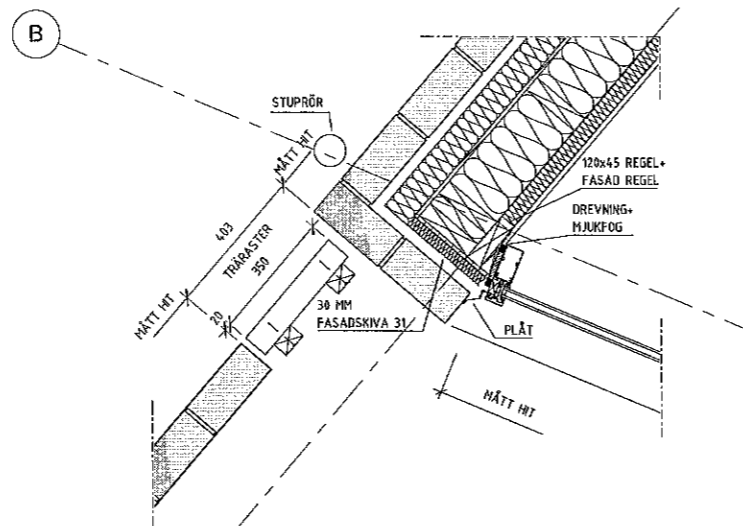 B
STUPRÖR
MÅTT HIT
403
TRÄRASTER
350
MÅTT HIT
20
120x45 REGEL+
FASAD REGEL
DREVNING+
MJUKFOG
30 MM
FASADSKIVA 31
PLÅT
MÅTT HIT